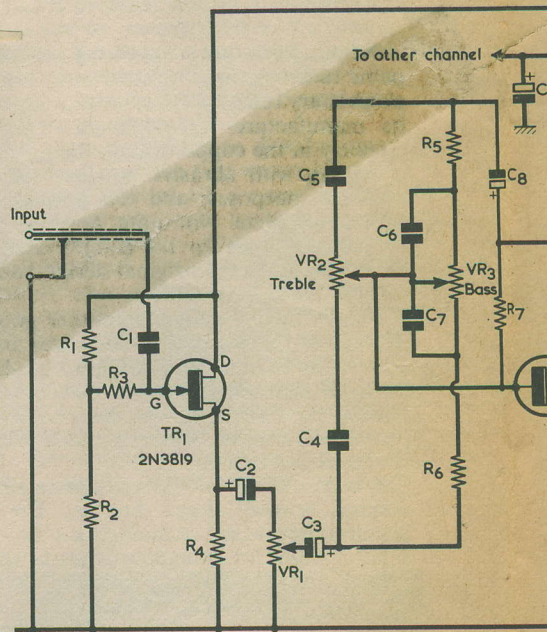 To other channel
+
C
R5
C5
C8
+
Input
C6
VR2
Treble
VR3
Bass
C7
R7
C1
R1
R3
D
G
S
TR1
2N3819
C4
C2
+
R6
R2
C3
R4
+
VR1